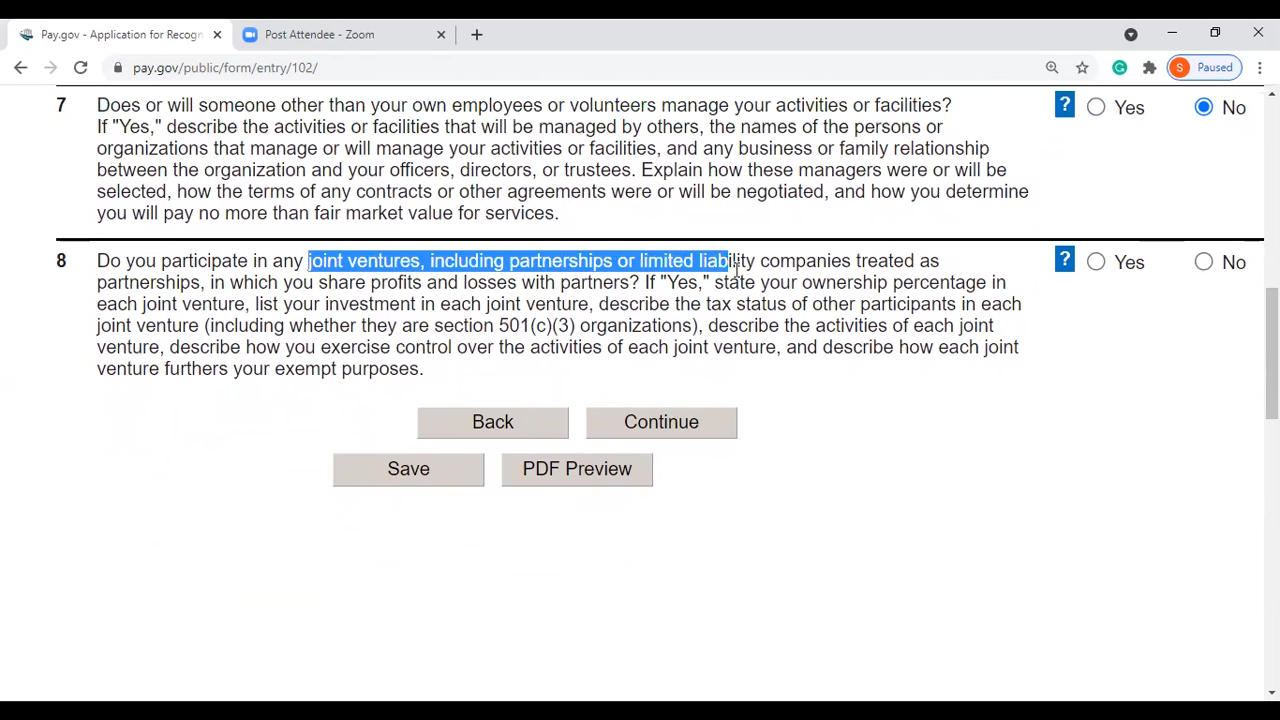 Pay.gov - Application for Recogn
Post Attendee - Zoom
pay.gov/public/form/entry/102/
S Paused
7 Does or will someone other than your own employees or volunteers manage your activities or facilities? ? Yes No
If "Yes," describe the activities or facilities that will be managed by others, the names of the persons or
organizations that manage or will manage your activities or facilities, and any business or family relationship
between the organization and your officers, directors, or trustees. Explain how these managers were or will be
selected, how the terms of any contracts or other agreements were or will be negotiated, and how you determine
you will pay no more than fair market value for services.
8 Do you participate in any joint ventures, including partnerships or limited liability companies treated as ? Yes No
partnerships, in which you share profits and losses with partners? If "Yes," state your ownership percentage in
each joint venture, list your investment in each joint venture, describe the tax status of other participants in each
joint venture (including whether they are section 501(c)(3) organizations), describe the activities of each joint
venture, describe how you exercise control over the activities of each joint venture, and describe how each joint
venture furthers your exempt purposes.
Back Continue
Save PDF Preview